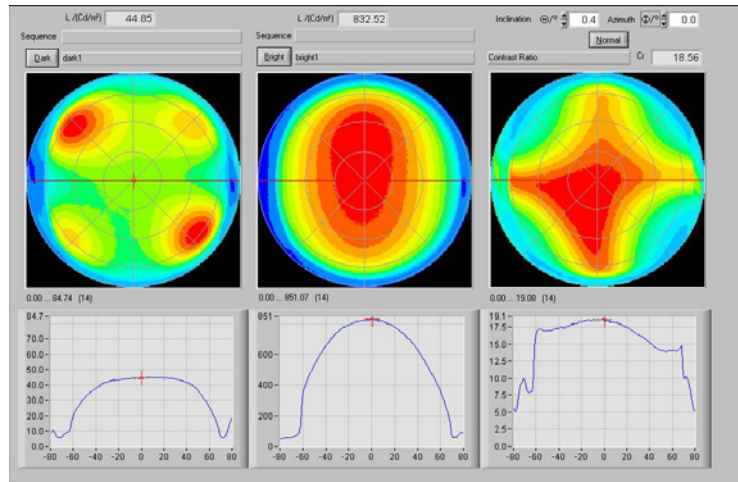 L /(Cd/m²) 44.85
L /(Cd/m²) 832.52
Inclination Θ/° 0.4 Azimuth Φ/° 0.0
Sequence
Sequence
Normal
Dark dark1
Bright bright1
Contrast Ratio Cr 18.56
0.00 ... 84.74 (14)
0.00 ... 851.07 (14)
0.00 ... 19.08 (14)
84.7
70.0
60.0
50.0
40.0
30.0
20.0
10.0
0.0
-80 -60 -40 -20 0 20 40 60 80
851
600
400
200
0
-80 -60 -40 -20 0 20 40 60 80
19.1
17.5
15.0
12.5
10.0
7.5
5.0
2.5
0.0
-80 -60 -40 -20 0 20 40 60 80